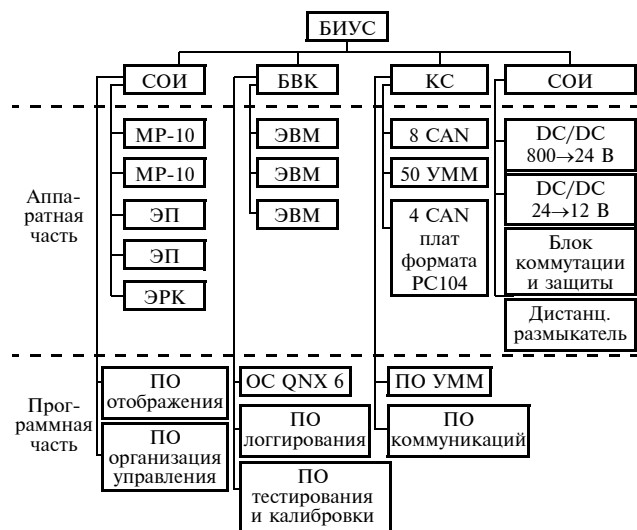 БИУС
СОИ
БВК
КС
СОИ
Аппа-
ратная
часть
МР-10
МР-10
ЭП
ЭП
ЭРК
ЭВМ
ЭВМ
ЭВМ
8 CAN
50 УММ
4 CAN
плат
формата
PC104
DC/DC
800→24 В
DC/DC
24→12 В
Блок
коммутации
и защиты
Дистанц.
размыкатель
Прог-
раммная
часть
ПО
отображения
ПО
организация
управления
ОС QNX 6
ПО
логгирования
ПО
тестирования
и калибровки
ПО УММ
ПО
коммуникаций